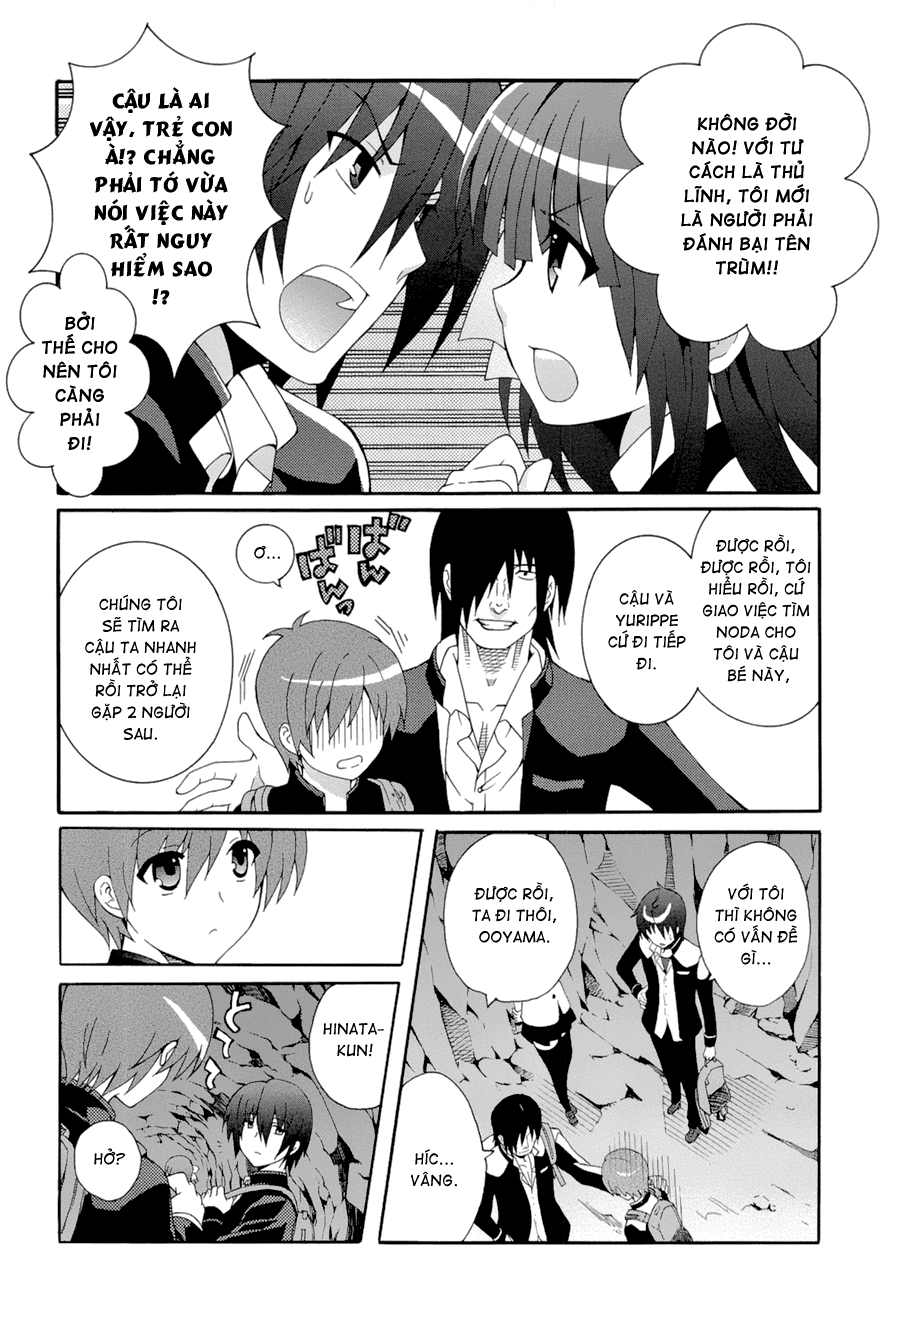 KHÔNG ĐỜI
NÀO! VỚI TƯ
CÁCH LÀ THỦ
LĨNH, TÔI MỚI
LÀ NGƯỜI PHẢI
ĐÁNH BẠI TÊN
TRÙM!!
CẬU LÀ AI
VẬY, TRẺ CON
À!? CHẲNG
PHẢI TỚ VỪA
NÓI VIỆC NÀY
RẤT NGUY
HIỂM SAO
!?
BỞI
THẾ CHO
NÊN TÔI
CÀNG
PHẢI
ĐI!
ĐƯỢC RỒI,
ĐƯỢC RỒI, TÔI
HIỂU RỒI, CỨ
GIAO VIỆC TÌM
NODA CHO
TÔI VÀ CẬU
BÉ NÀY,
CẬU VÀ
YURIPPE
CỨ ĐI TIẾP
ĐI.
ばんばんっ
Ơ...
CHÚNG TÔI
SẼ TÌM RA
CẬU TA NHANH
NHẤT CÓ THỂ
RỒI TRỞ LẠI
GẶP 2 NGƯỜI
SAU.
VỚI TÔI
THÌ KHÔNG
CÓ VẤN ĐỀ
GÌ...
ĐƯỢC RỒI,
TA ĐI THÔI,
OOYAMA.
HÍC...
VÂNG.
HINATA-
KUN!
HỞ?